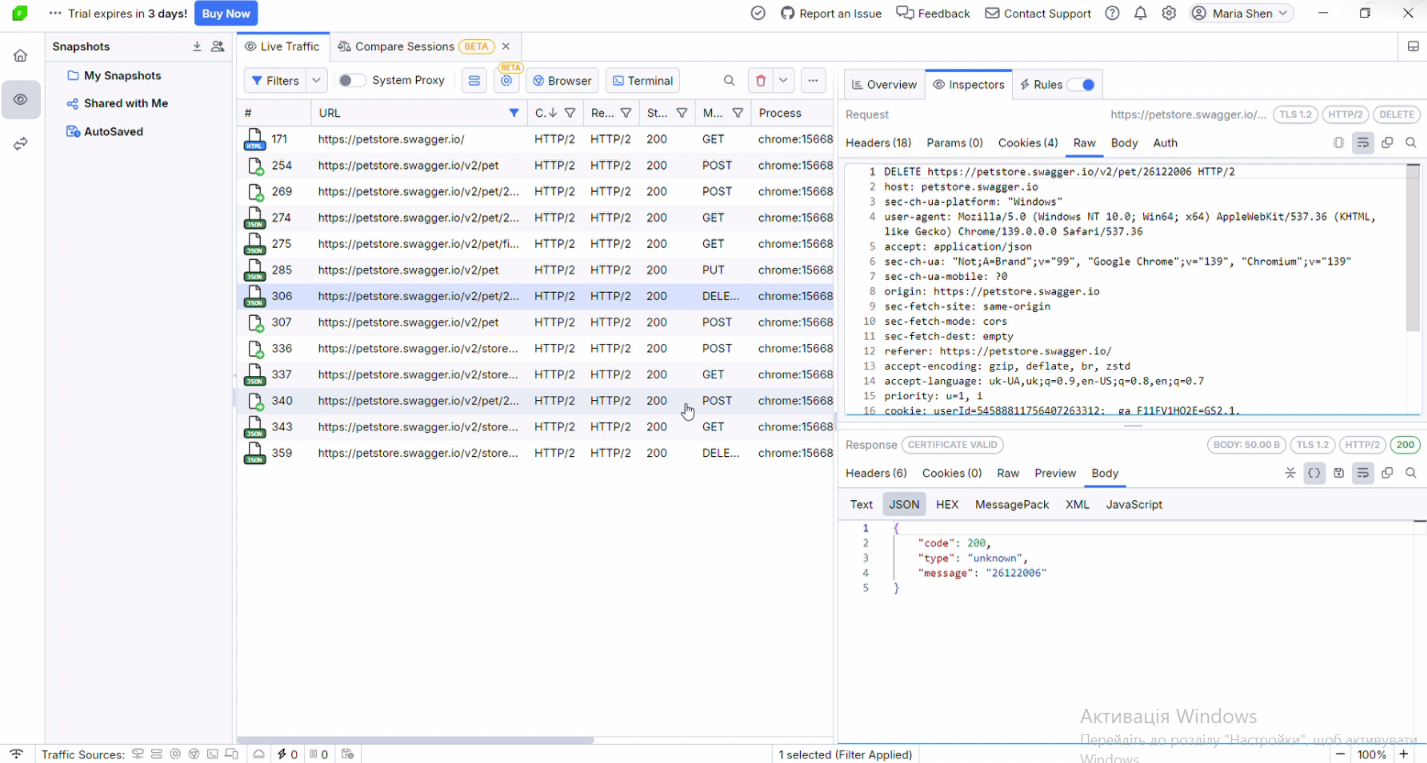 Trial expires in 3 days! Buy Now Report an Issue Feedback Contact Support Maria Shen
Snapshots
My Snapshots
Shared with Me
AutoSaved
Live Traffic Compare Sessions BETA
Filters System Proxy BETA Browser Terminal
# URL C... Re... St... M... Process
171 https://petstore.swagger.io/ HTTP/2 HTTP/2 200 GET chrome:15668
254 https://petstore.swagger.io/v2/pet HTTP/2 HTTP/2 200 POST chrome:15668
269 https://petstore.swagger.io/v2/pet/2... HTTP/2 HTTP/2 200 POST chrome:15668
274 https://petstore.swagger.io/v2/pet/2... HTTP/2 HTTP/2 200 GET chrome:15668
275 https://petstore.swagger.io/v2/pet/fi... HTTP/2 HTTP/2 200 GET chrome:15668
285 https://petstore.swagger.io/v2/pet HTTP/2 HTTP/2 200 PUT chrome:15668
306 https://petstore.swagger.io/v2/pet/2... HTTP/2 HTTP/2 200 DELE... chrome:15668
307 https://petstore.swagger.io/v2/pet HTTP/2 HTTP/2 200 POST chrome:15668
336 https://petstore.swagger.io/v2/store... HTTP/2 HTTP/2 200 POST chrome:15668
337 https://petstore.swagger.io/v2/store... HTTP/2 HTTP/2 200 GET chrome:15668
340 https://petstore.swagger.io/v2/pet/2... HTTP/2 HTTP/2 200 POST chrome:15668
343 https://petstore.swagger.io/v2/store... HTTP/2 HTTP/2 200 GET chrome:15668
359 https://petstore.swagger.io/v2/store... HTTP/2 HTTP/2 200 DELE... chrome:15668
Overview Inspectors Rules
Request https://petstore.swagger.io/... TLS 1.2 HTTP/2 DELETE
Headers (18) Params (0) Cookies (4) Raw Body Auth
1 DELETE https://petstore.swagger.io/v2/pet/26122006 HTTP/2
2 host: petstore.swagger.io
3 sec-ch-ua-platform: "Windows"
4 user-agent: Mozilla/5.0 (Windows NT 10.0; Win64; x64) AppleWebKit/537.36 (KHTML,
like Gecko) Chrome/139.0.0.0 Safari/537.36
5 accept: application/json
6 sec-ch-ua: "Not;A=Brand";v="99", "Google Chrome";v="139", "Chromium";v="139"
7 sec-ch-ua-mobile: ?0
8 origin: https://petstore.swagger.io
9 sec-fetch-site: same-origin
10 sec-fetch-mode: cors
11 sec-fetch-dest: empty
12 referer: https://petstore.swagger.io/
13 accept-encoding: gzip, deflate, br, zstd
14 accept-language: uk-UA,uk;q=0.9,en-US;q=0.8,en;q=0.7
15 priority: u=1, i
16 cookie: userId=54588811756407263312; _ga_F11FV1HO2E=GS2.1.
Response CERTIFICATE VALID BODY: 50.00 B TLS 1.2 HTTP/2 200
Headers (6) Cookies (0) Raw Preview Body
Text JSON HEX MessagePack XML JavaScript
1 {
2 "code": 200,
3 "type": "unknown",
4 "message": "26122006"
5 }
Активація Windows
Перейдіть до розділу "Настройки", щоб активувати
Windows.
Traffic Sources: 0 0 1 selected (Filter Applied) 100%